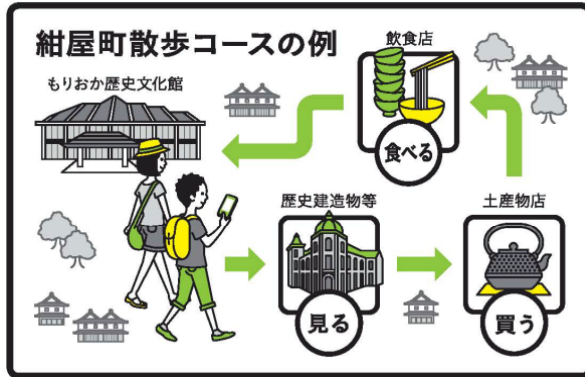 紺屋町散歩コースの例
飲食店
もりおか歴史文化館
食べる
歴史建造物等
土産物店
見る
買う